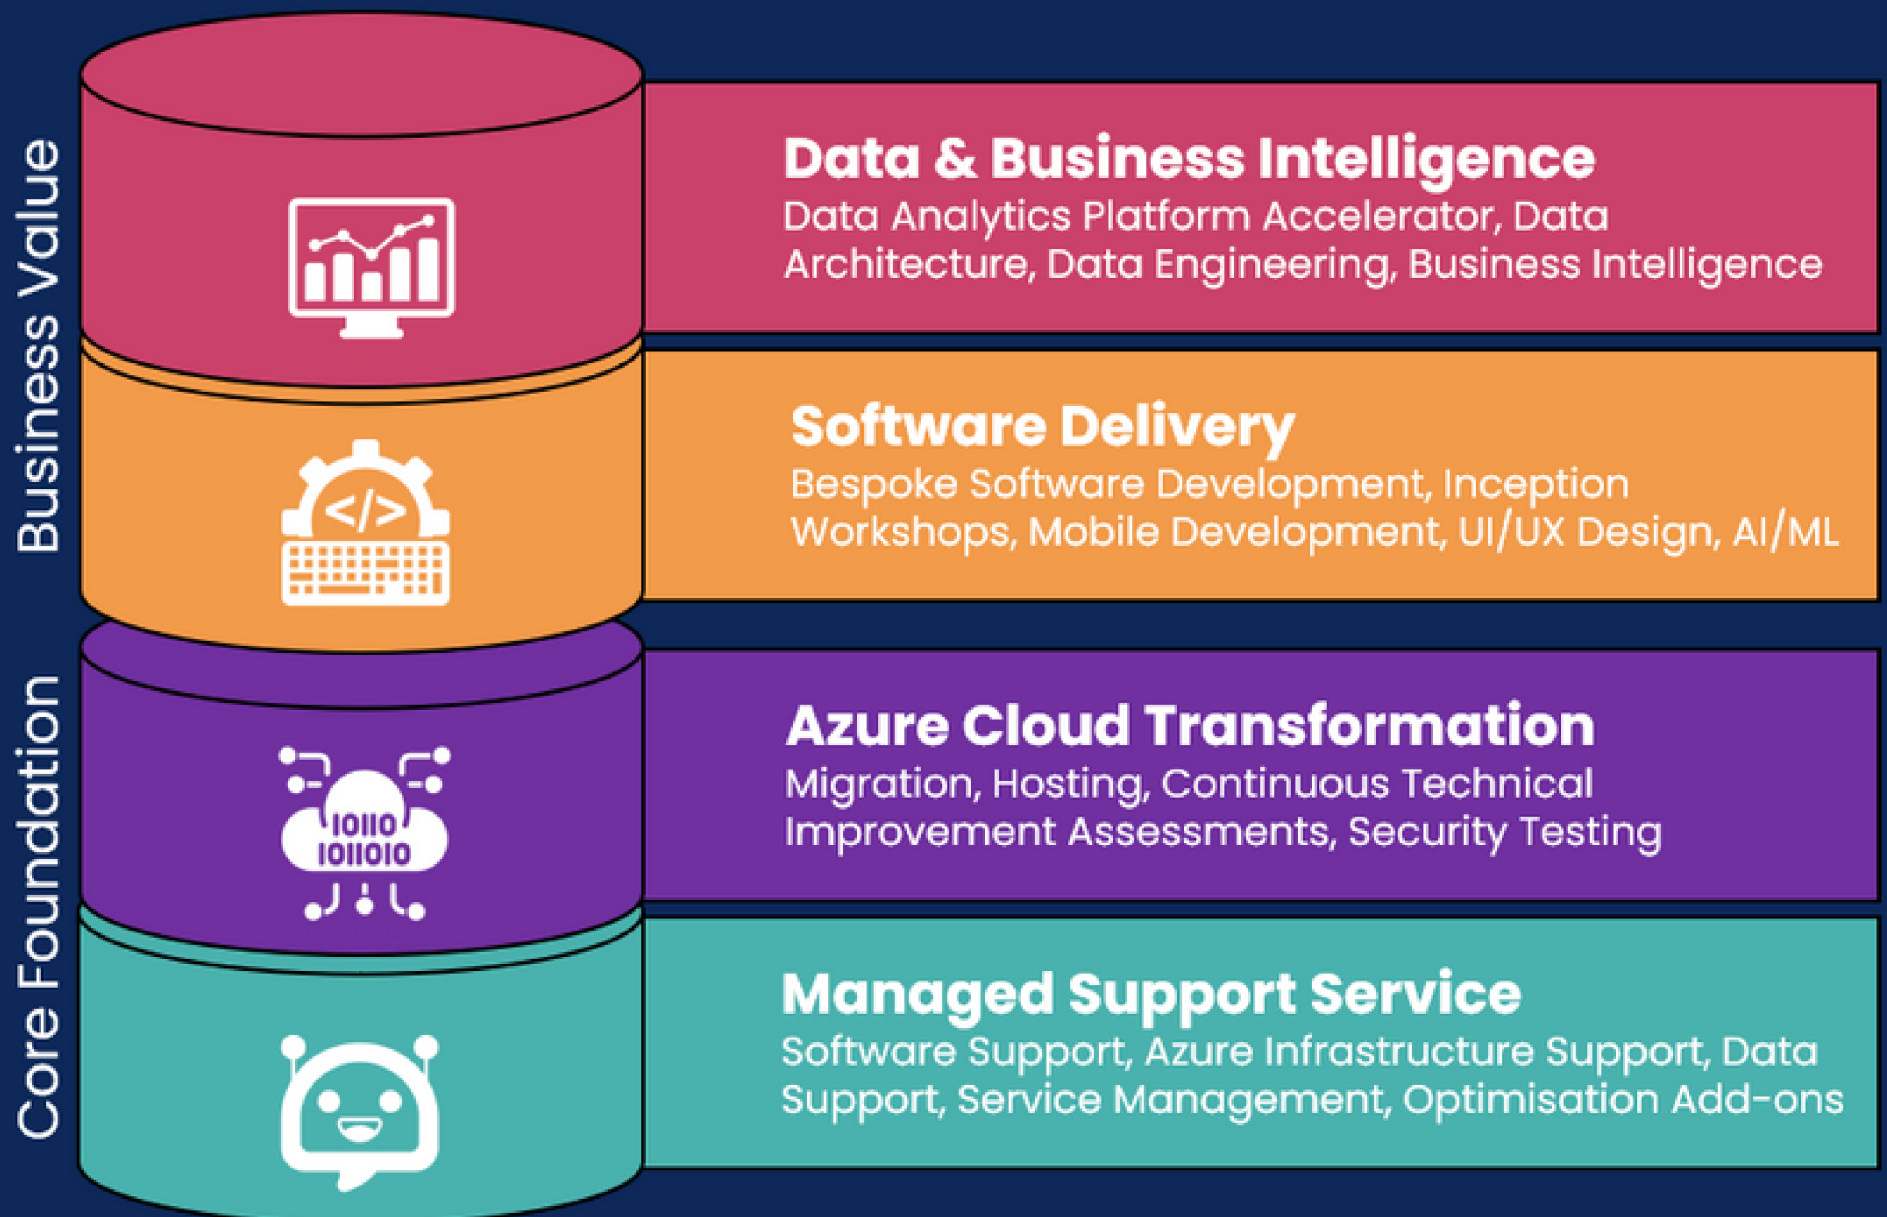 Business Value
Data & Business Intelligence
Data Analytics Platform Accelerator, Data
Architecture, Data Engineering, Business Intelligence
</>
Software Delivery
Bespoke Software Development, Inception
Workshops, Mobile Development, UI/UX Design, AI/ML
Core Foundation
10110
1011010
Azure Cloud Transformation
Migration, Hosting, Continuous Technical
Improvement Assessments, Security Testing
Managed Support Service
Software Support, Azure Infrastructure Support, Data
Support, Service Management, Optimisation Add-ons